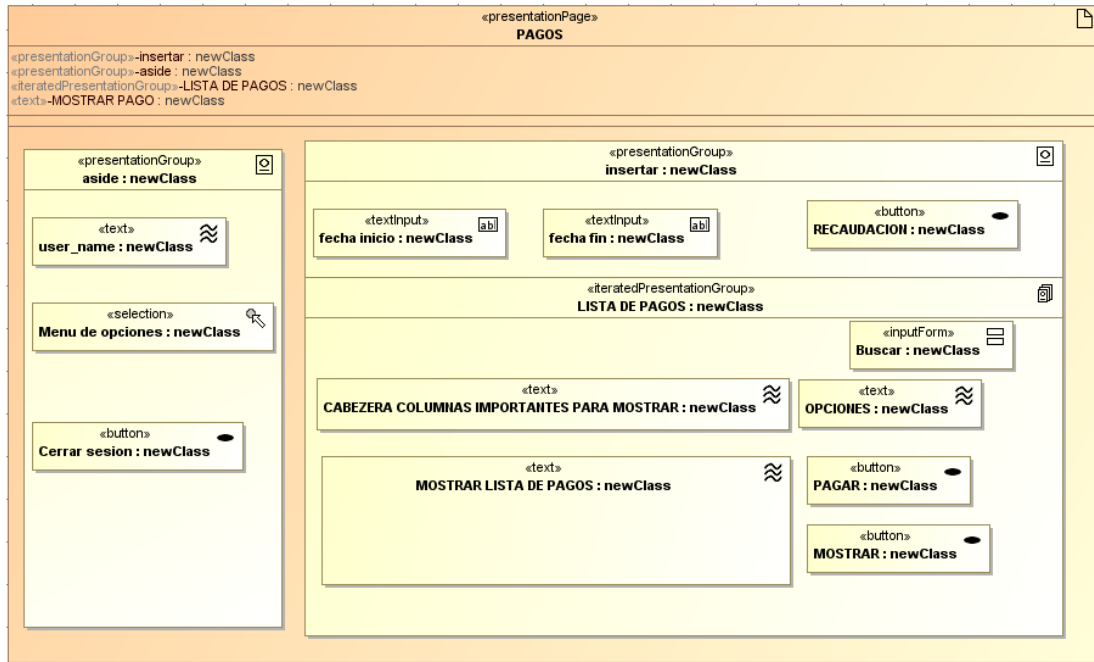 «presentationPage»
PAGOS
«presentationGroup»-insertar : newClass
«presentationGroup»-aside : newClass
«iteratedPresentationGroup»-LISTA DE PAGOS : newClass
«text»-MOSTRAR PAGO : newClass
«presentationGroup»
aside : newClass
«text»
user_name : newClass
«selection»
Menu de opciones : newClass
«button»
Cerrar sesion : newClass
«presentationGroup»
insertar : newClass
«textInput»
fecha inicio : newClass
ab
«textInput»
fecha fin : newClass
ab
«button»
RECAUDACION : newClass
«iteratedPresentationGroup»
LISTA DE PAGOS : newClass
«inputForm»
Buscar : newClass
«text»
CABEZERA COLUMNAS IMPORTANTES PARA MOSTRAR : newClass
«text»
OPCIONES : newClass
«text»
MOSTRAR LISTA DE PAGOS : newClass
«button»
PAGAR : newClass
«button»
MOSTRAR : newClass